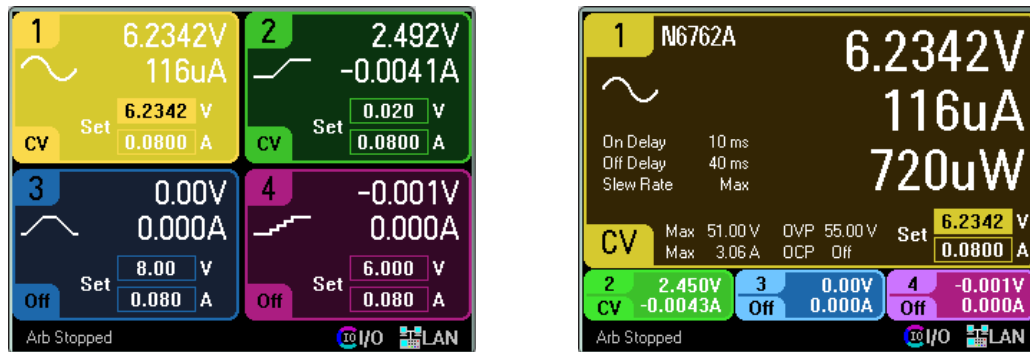 1 6.2342V
116uA
Set 6.2342 V
0.0800 A
CV
2 2.492V
-0.0041A
Set 0.020 V
0.0800 A
CV
3 0.00V
0.000A
Set 8.00 V
0.080 A
Off
4 -0.001V
0.000A
Set 6.000 V
0.080 A
Off
Arb Stopped IO I/O LAN
1 N6762A 6.2342V
116uA
720uW
On Delay 10 ms
Off Delay 40 ms
Slew Rate Max
CV
Max 51.00 V OVP 55.00 V
Max 3.06 A OCP Off
Set 6.2342 V
0.0800 A
2 2.450V
CV -0.0043A
3 0.00V
Off 0.000A
4 -0.001V
Off 0.000A
Arb Stopped IO I/O LAN